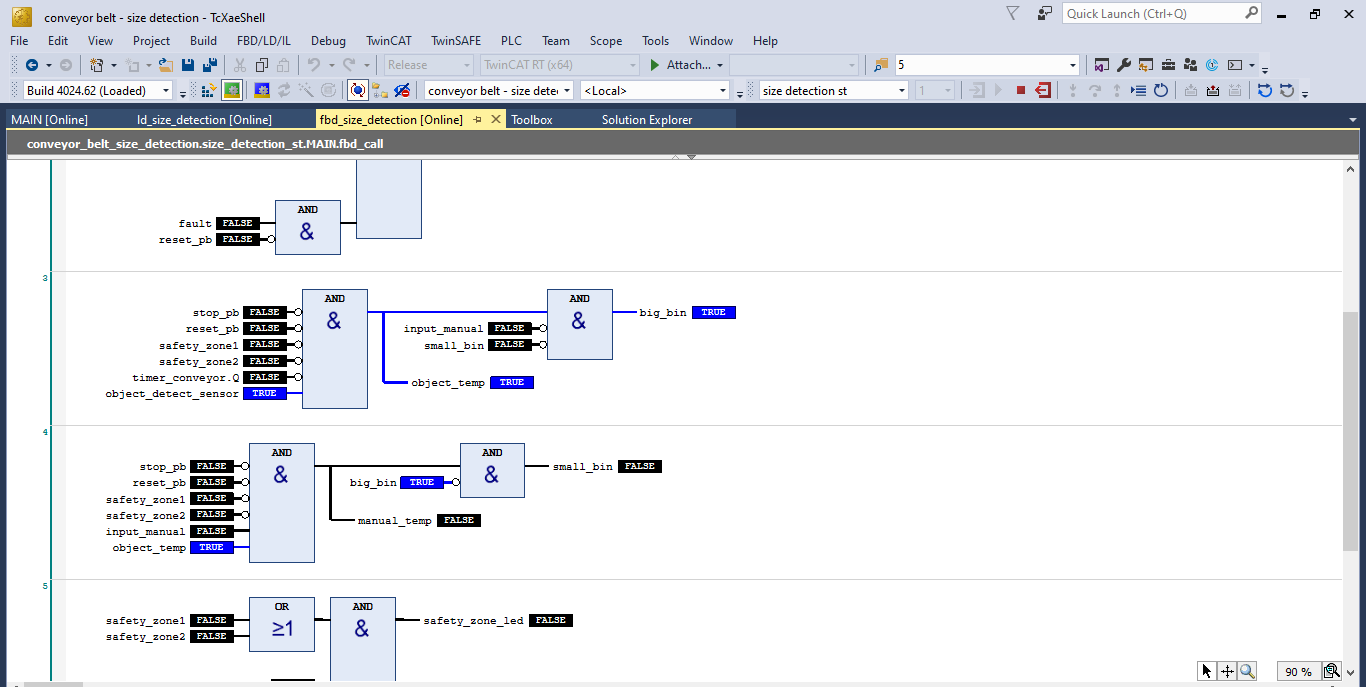 conveyor belt - size detection - TcXaeShell
Quick Launch (Ctrl+Q)
File Edit View Project Build FBD/LD/IL Debug TwinCAT TwinSAFE PLC Team Scope Tools Window Help
Release TwinCAT RT (x64) Attach... 5
Build 4024.62 (Loaded) conveyor belt - size detec <Local> size detection st 1
MAIN [Online] ld_size_detection [Online] fbd_size_detection [Online] Toolbox Solution Explorer
conveyor_belt_size_detection.size_detection_st.MAIN.fbd_call
AND
fault FALSE
&
reset_pb FALSE
3
AND AND
stop_pb FALSE & & big_bin TRUE
reset_pb FALSE input_manual FALSE
safety_zone1 FALSE small_bin FALSE
safety_zone2 FALSE
timer_conveyor.Q FALSE object_temp TRUE
object_detect_sensor TRUE
4
AND AND
stop_pb FALSE & & small_bin FALSE
reset_pb FALSE big_bin TRUE
safety_zone1 FALSE
safety_zone2 FALSE manual_temp FALSE
input_manual FALSE
object_temp TRUE
5
OR AND
safety_zone1 FALSE ≥1 & safety_zone_led FALSE
safety_zone2 FALSE
90 %